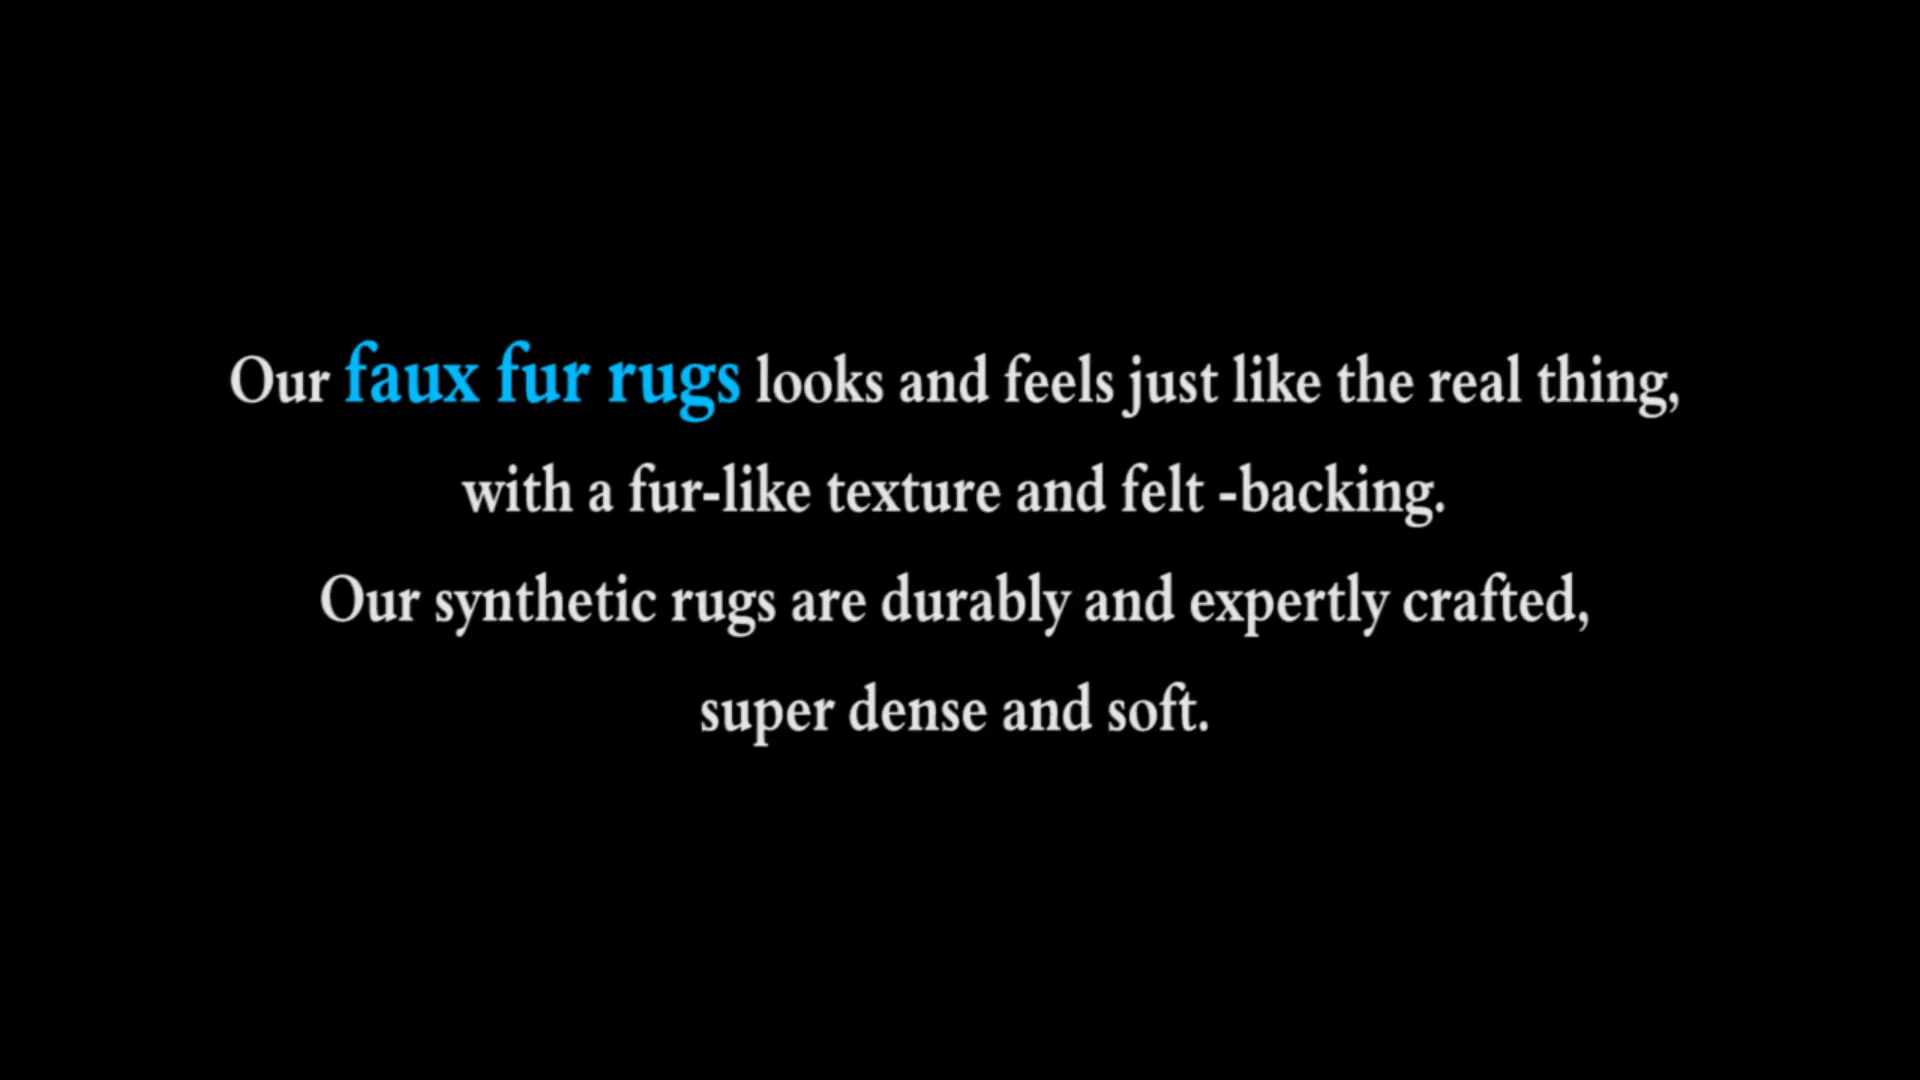 Our faux fur rugs looks and feels just like the real thing,
with a fur-like texture and felt -backing.
Our synthetic rugs are durably and expertly crafted,
super dense and soft.